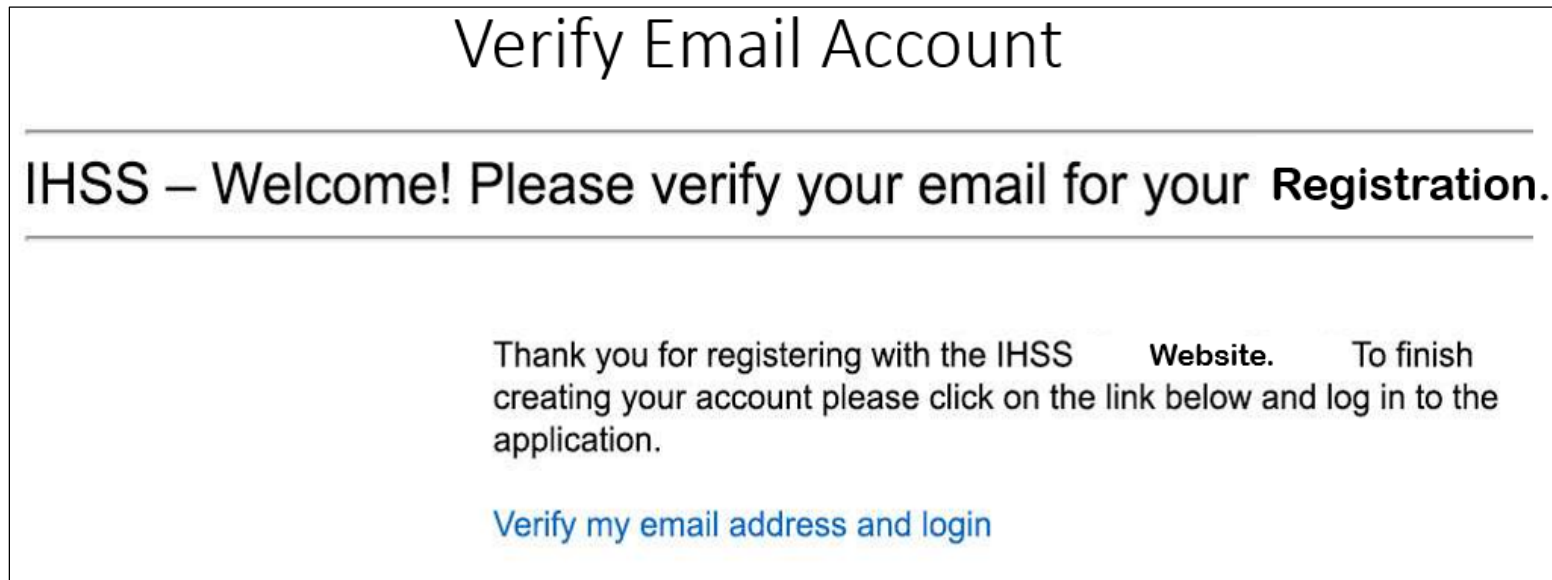 Verify Email Account
IHSS – Welcome! Please verify your email for your Registration.
Thank you for registering with the IHSS Website. To finish
creating your account please click on the link below and log in to the
application.
Verify my email address and login